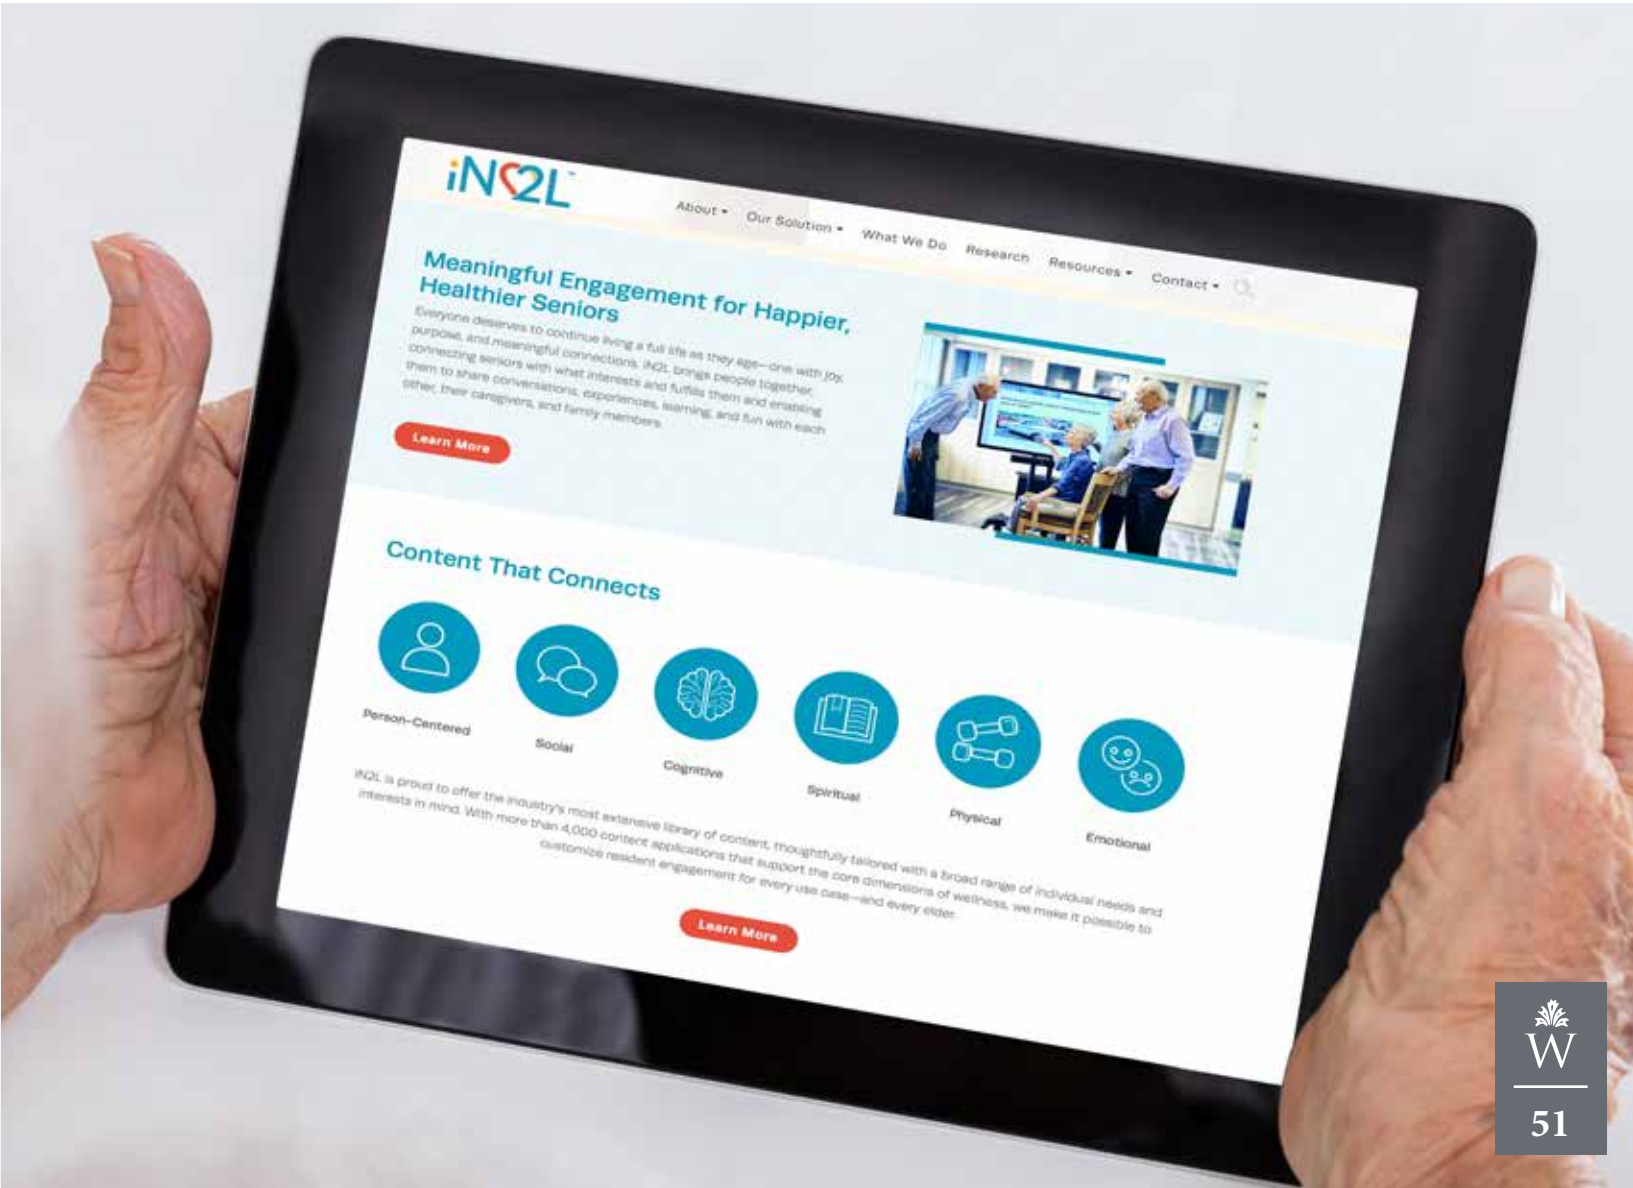 iN2L™
About Our Solution What We Do Research Resources Contact
Meaningful Engagement for Happier,
Healthier Seniors
Everyone deserves to continue living a full life as they age—one with joy,
purpose, and meaningful connections. iN2L brings people together,
connecting seniors with what interests and fulfills them and enabling
them to share conversations, experiences, learning, and fun with each
other, their caregivers, and family members.
Learn More
Content That Connects
Person-Centered
Social
Cognitive
Spiritual
Physical
Emotional
iN2L is proud to offer the industry's most extensive library of content, thoughtfully tailored with a broad range of individual needs and
interests in mind. With more than 4,000 content applications that support the core dimensions of wellness, we make it possible to
customize resident engagement for every use case—and every elder.
Learn More
W
51